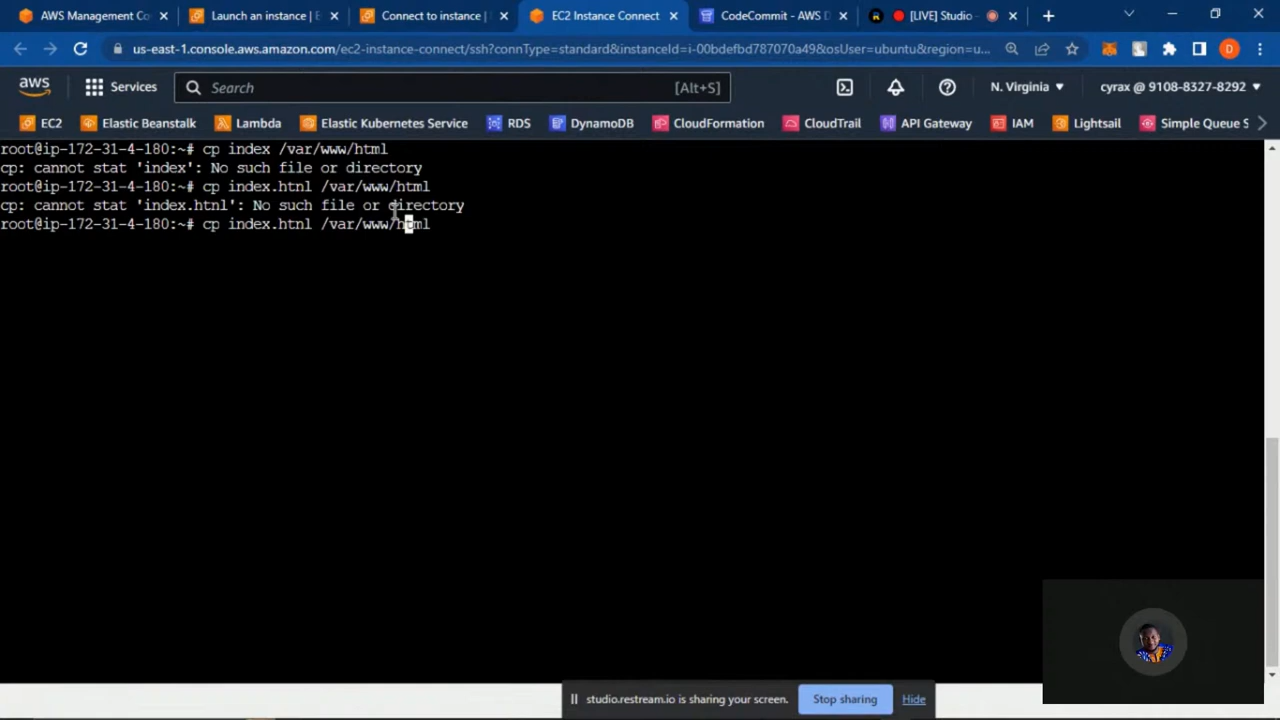 AWS Management Co
Launch an instance | E
Connect to instance |
EC2 Instance Connect
CodeCommit - AWS D
[LIVE] Studio -
us-east-1.console.aws.amazon.com/ec2-instance-connect/ssh?connType=standard&instanceId=i-00bdefbd787070a49&osUser=ubuntu&region=u...
D
aws
Services
Search
[Alt+S]
N. Virginia
cyrax @ 9108-8327-8292
EC2
Elastic Beanstalk
Lambda
Elastic Kubernetes Service
RDS
DynamoDB
CloudFormation
CloudTrail
API Gateway
IAM
Lightsail
Simple Queue S
root@ip-172-31-4-180:~# cp index /var/www/html
cp: cannot stat 'index': No such file or directory
root@ip-172-31-4-180:~# cp index.htnl /var/www/html
cp: cannot stat 'index.htnl': No such file or directory
root@ip-172-31-4-180:~# cp index.htnl /var/www/html
studio.restream.io is sharing your screen.
Stop sharing
Hide